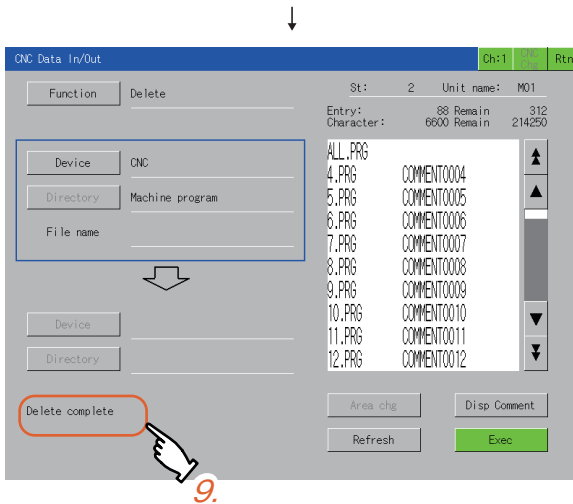 CNC Data In/Out
Ch:1
CNC Chg
Rtn
Function
Delete
St: 2 Unit name: M01
Entry: 88 Remain 312
Character: 6600 Remain 214250
Device
CNC
Directory
Machine program
File name
Device
Directory
Delete complete
ALL.PRG
4.PRG COMMENT0004
5.PRG COMMENT0005
6.PRG COMMENT0006
7.PRG COMMENT0007
8.PRG COMMENT0008
9.PRG COMMENT0009
10.PRG COMMENT0010
11.PRG COMMENT0011
12.PRG COMMENT0012
Area chg
Disp Comment
Refresh
Exec
9.